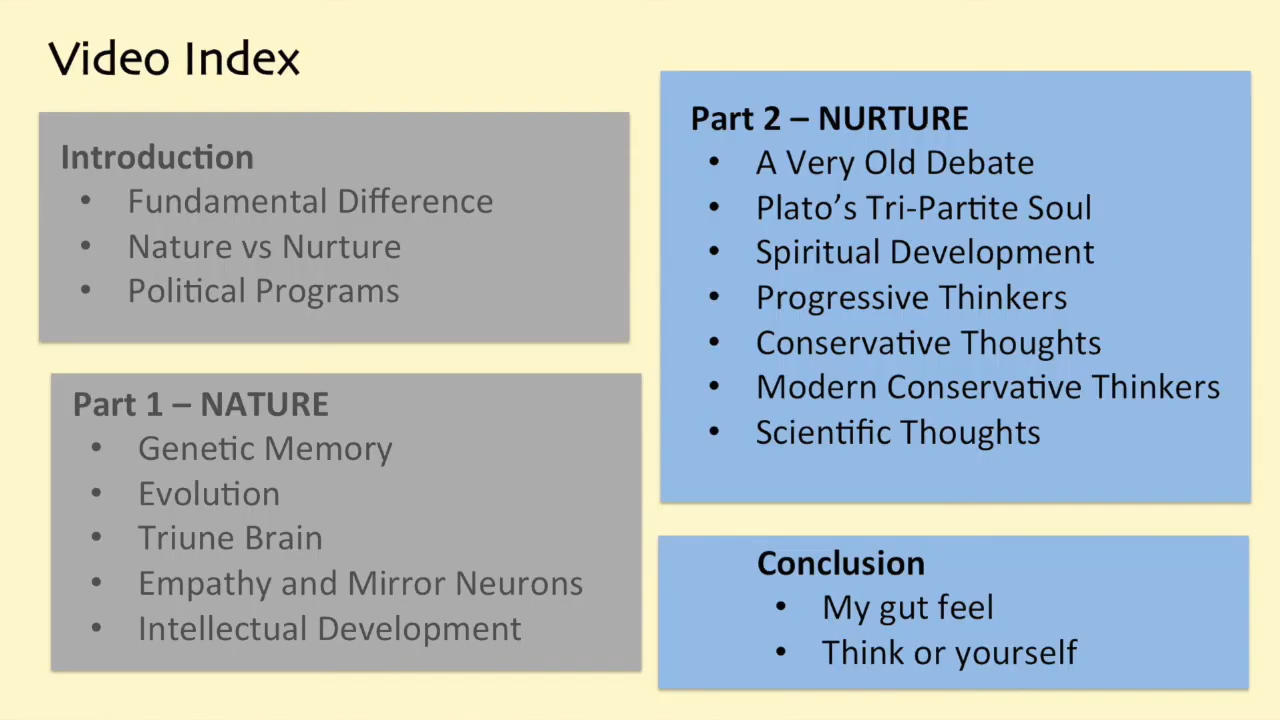 Video Index
Introduction
• Fundamental Difference
• Nature vs Nurture
• Political Programs
Part 1 – NATURE
• Genetic Memory
• Evolution
• Triune Brain
• Empathy and Mirror Neurons
• Intellectual Development
Part 2 – NURTURE
• A Very Old Debate
• Plato’s Tri-Partite Soul
• Spiritual Development
• Progressive Thinkers
• Conservative Thoughts
• Modern Conservative Thinkers
• Scientific Thoughts
Conclusion
• My gut feel
• Think or yourself